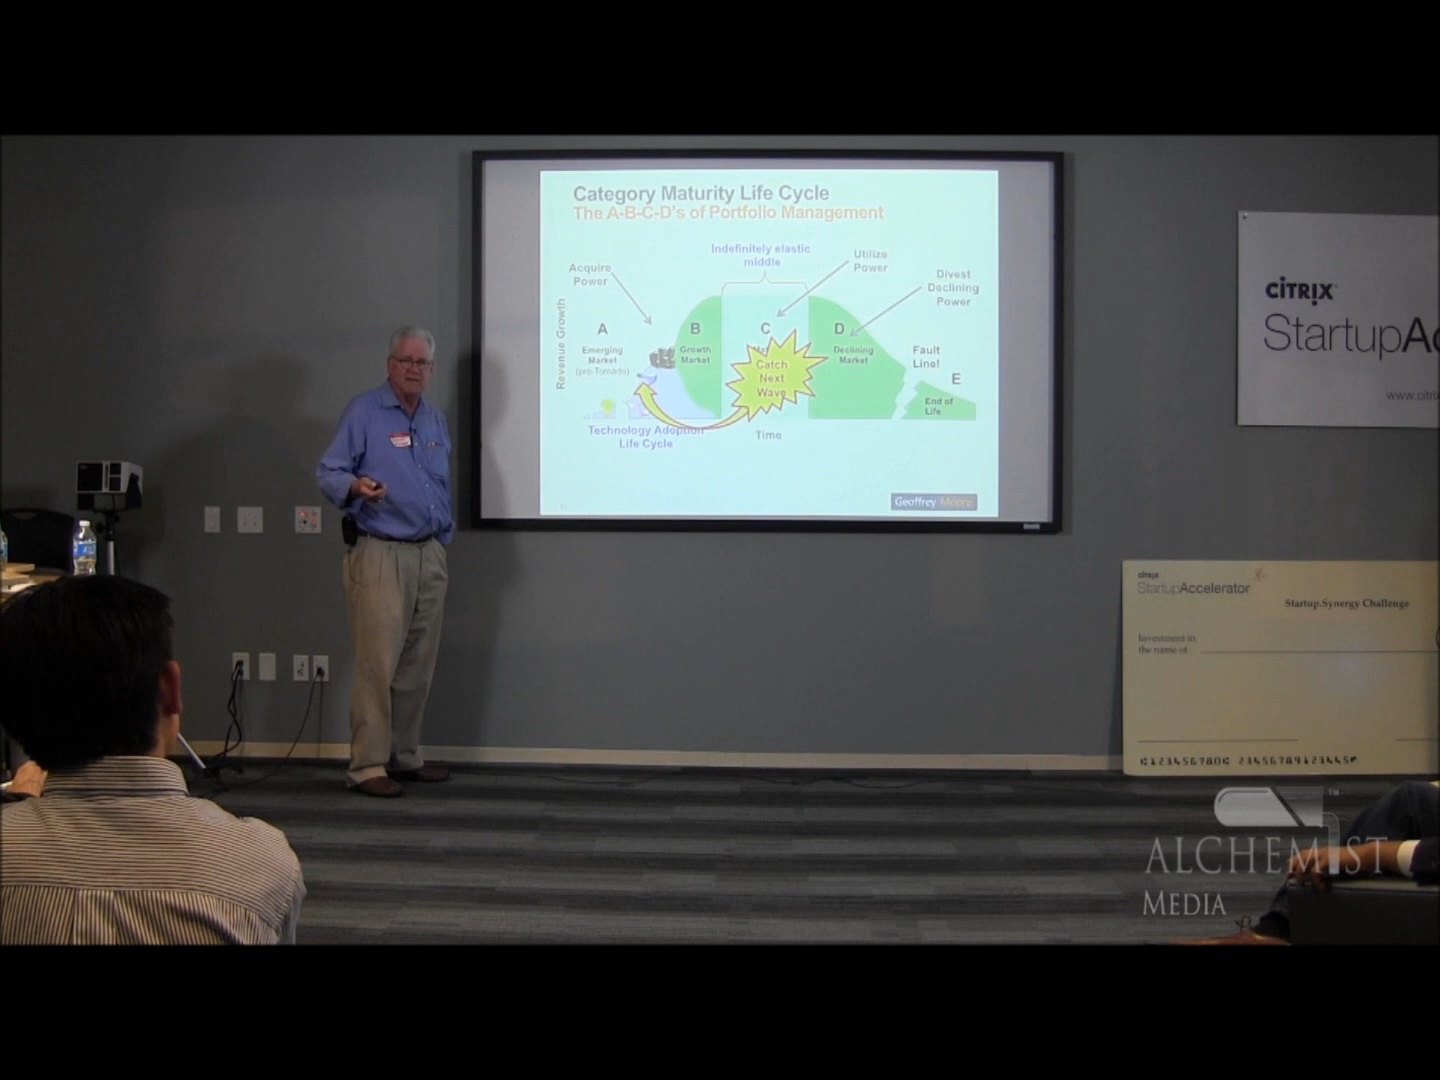 Category Maturity Life Cycle
The A-B-C-D's of Portfolio Management
Indefinitely elastic
middle
Acquire
Power
Utilize
Power
Divest
Declining
Power
Revenue Growth
A
Emerging
Market
(pre-Tornado)
B
Growth
Market
C
Catch
Next
Wave
D
Declining
Market
Fault
Line!
E
End of
Life
Technology Adoption
Life Cycle
Time
Geoffrey Moore
CITRIX
StartupAc
www.citrix
citrix
StartupAccelerator
Startup Synergy Challenge
Investment in
the name of
ALCHEMIST
MEDIA